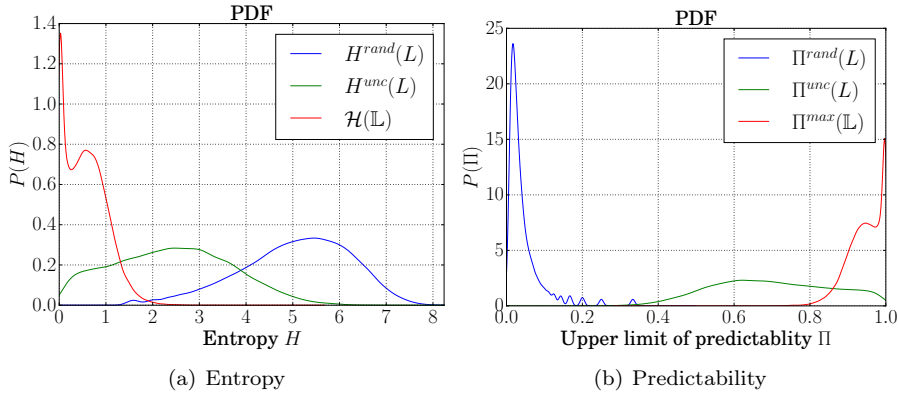 PDF
1.4
1.2
1.0
0.8
0.6
0.4
0.2
0.0
P(H)
H^{rand}(L)
H^{unc}(L)
ℋ(𝕃)
0 1 2 3 4 5 6 7 8
Entropy H
(a) Entropy
PDF
25
20
15
10
5
0
P(Π)
Π^{rand}(L)
Π^{unc}(L)
Π^{max}(𝕃)
0.0 0.2 0.4 0.6 0.8 1.0
Upper limit of predictablity Π
(b) Predictability